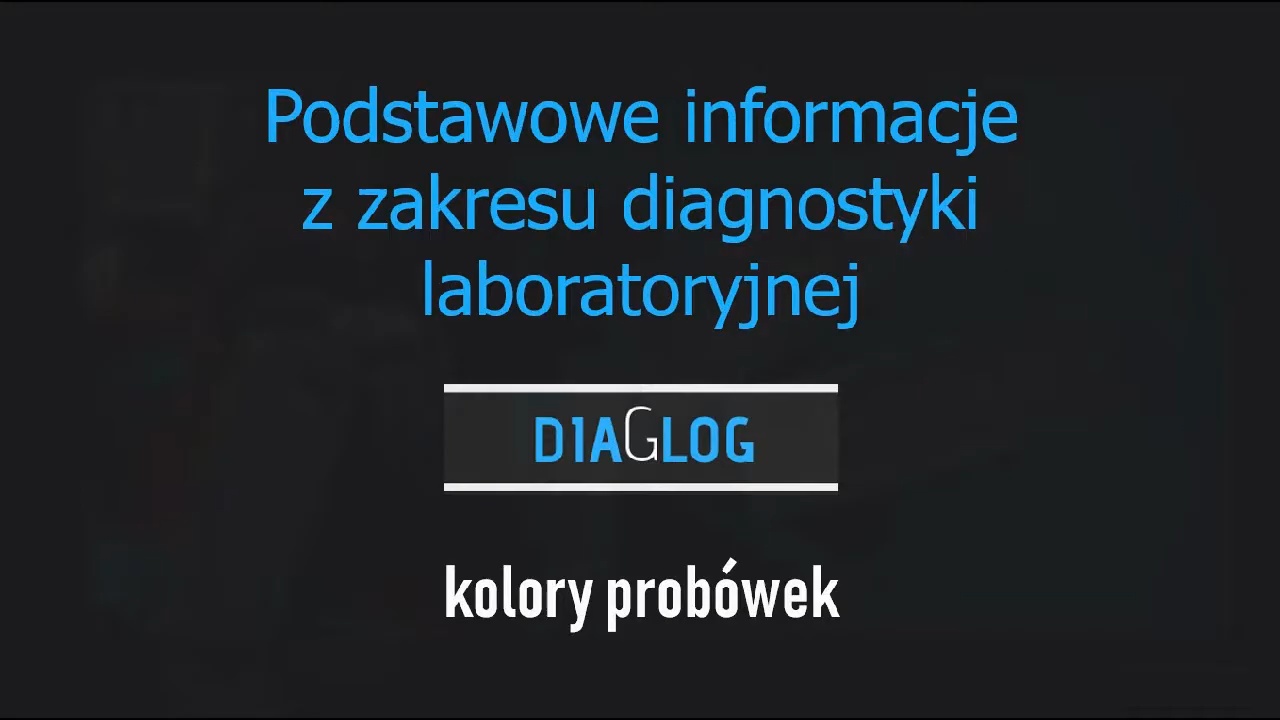 Podstawowe informacje
z zakresu diagnostyki
laboratoryjnej
DIAGLOG
kolory probówek